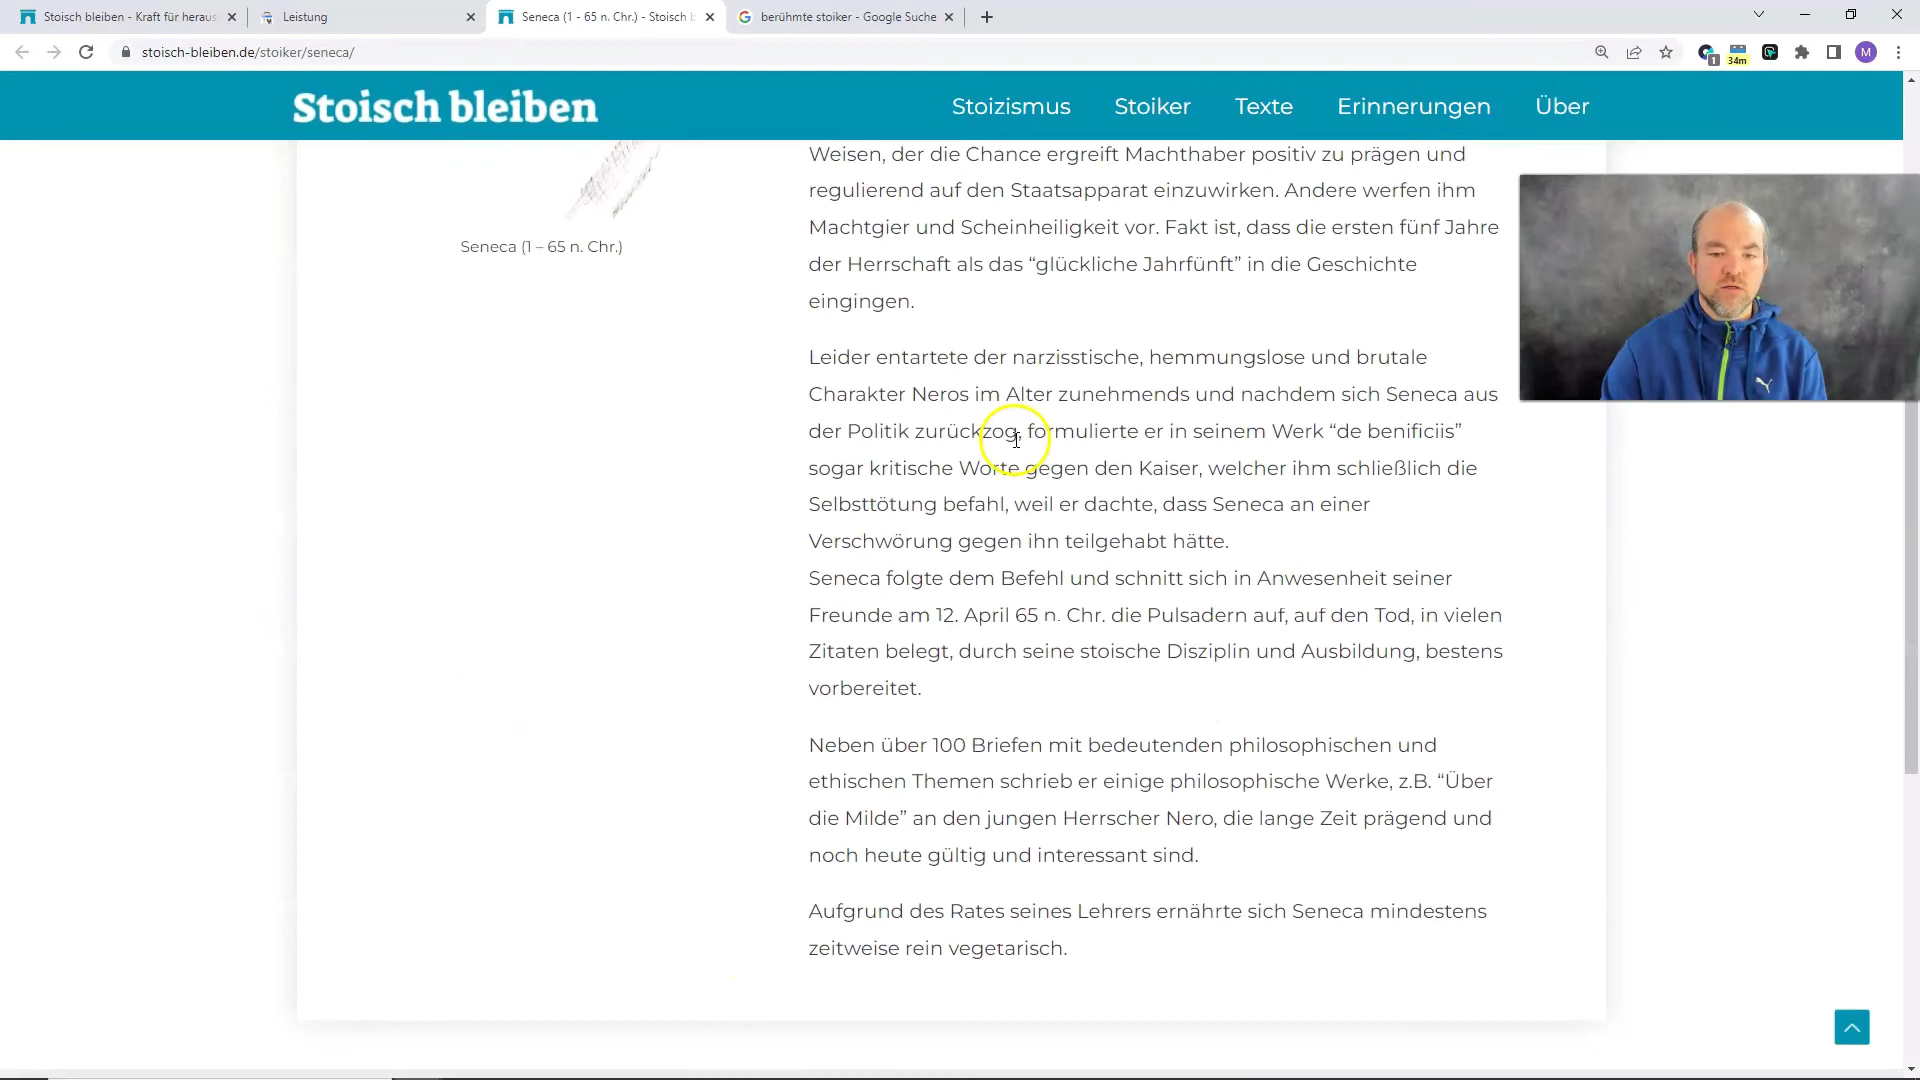 Stoisch bleiben - Kraft für heraus
Leistung
Seneca (1 - 65 n. Chr.) - Stoisch b
berühmte stoiker - Google Suche
stoisch-bleiben.de/stoiker/seneca/
1
34m
M
Stoisch bleiben
Stoizismus
Stoiker
Texte
Erinnerungen
Über
Weisen, der die Chance ergreift Machthaber positiv zu prägen und
regulierend auf den Staatsapparat einzuwirken. Andere werfen ihm
Machtgier und Scheinheiligkeit vor. Fakt ist, dass die ersten fünf Jahre
der Herrschaft als das “glückliche Jahrfünft” in die Geschichte
eingingen.
Seneca (1 – 65 n. Chr.)
Leider entartete der narzisstische, hemmungslose und brutale
Charakter Neros im Alter zunehmends und nachdem sich Seneca aus
der Politik zurückzog, formulierte er in seinem Werk “de benificiis”
sogar kritische Worte gegen den Kaiser, welcher ihm schließlich die
Selbsttötung befahl, weil er dachte, dass Seneca an einer
Verschwörung gegen ihn teilgehabt hätte.
Seneca folgte dem Befehl und schnitt sich in Anwesenheit seiner
Freunde am 12. April 65 n. Chr. die Pulsadern auf, auf den Tod, in vielen
Zitaten belegt, durch seine stoische Disziplin und Ausbildung, bestens
vorbereitet.
Neben über 100 Briefen mit bedeutenden philosophischen und
ethischen Themen schrieb er einige philosophische Werke, z.B. “Über
die Milde” an den jungen Herrscher Nero, die lange Zeit prägend und
noch heute gültig und interessant sind.
Aufgrund des Rates seines Lehrers ernährte sich Seneca mindestens
zeitweise rein vegetarisch.